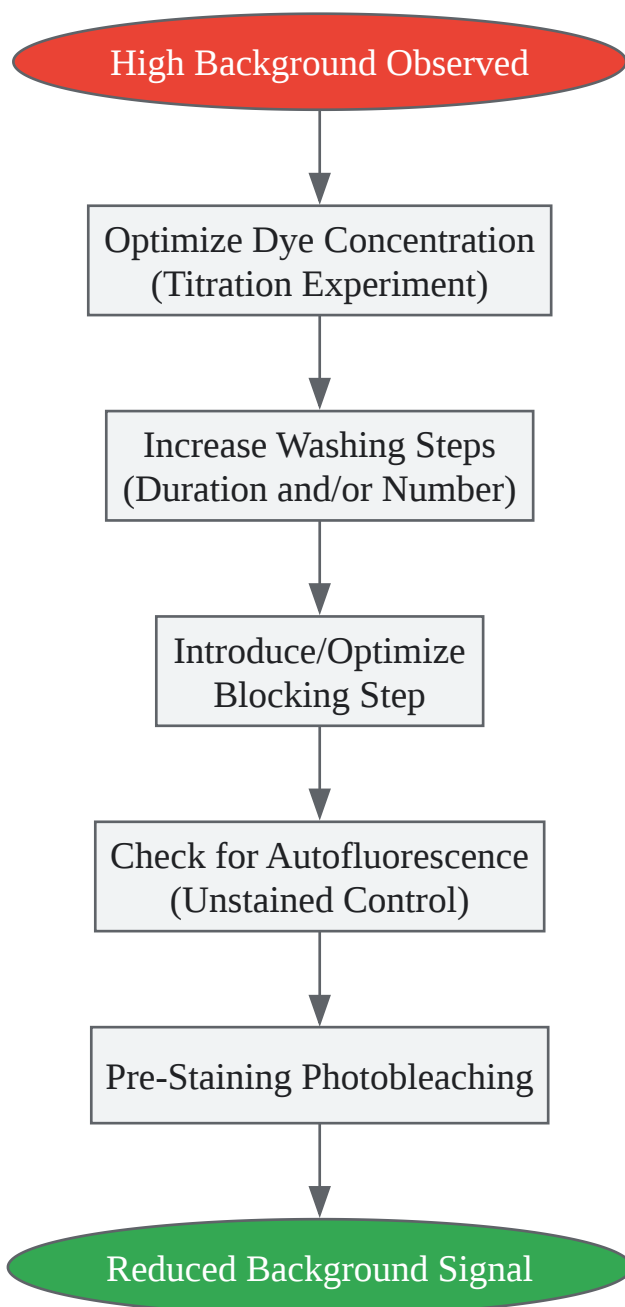 High Background Observed
Optimize Dye Concentration
(Titration Experiment)
Increase Washing Steps
(Duration and/or Number)
Introduce/Optimize
Blocking Step
Check for Autofluorescence
(Unstained Control)
Pre-Staining Photobleaching
Reduced Background Signal